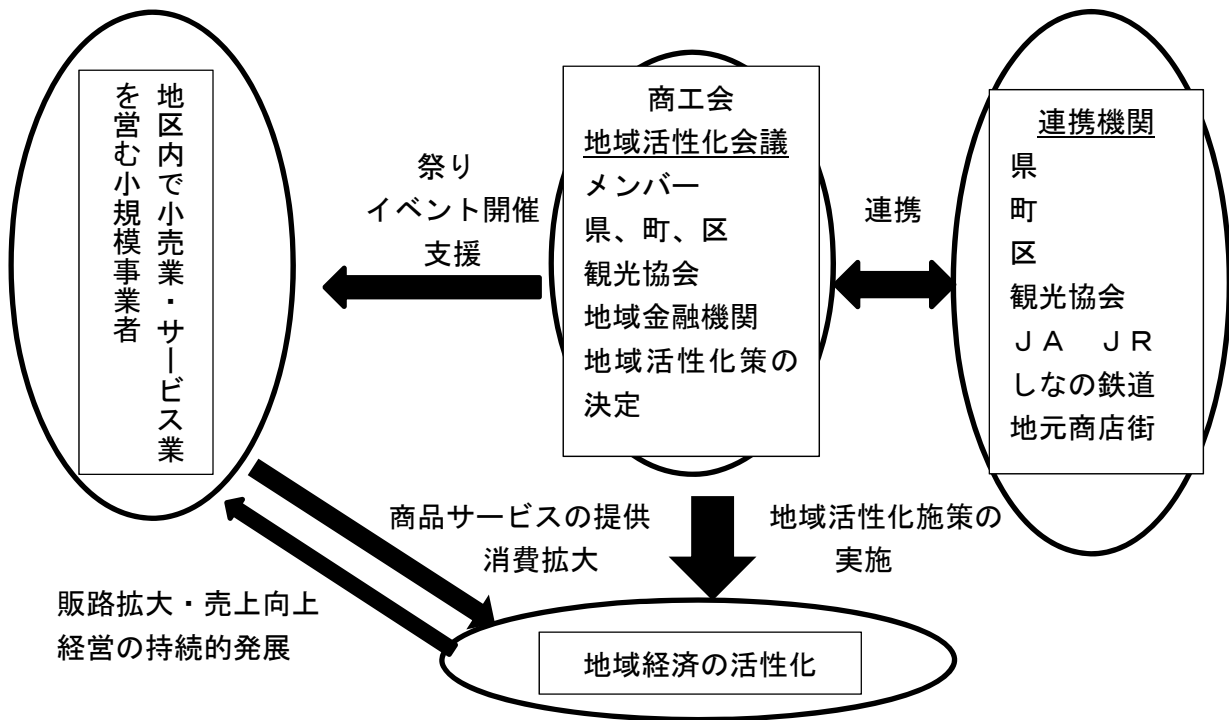 地区内で小売業・サービス業
を営む小規模事業者
祭り
イベント開催
支援
商工会
地域活性化会議
メンバー
県、町、区
観光協会
地域金融機関
地域活性化策の
決定
連携
連携機関
県
町
区
観光協会
ＪＡ　ＪＲ
しなの鉄道
地元商店街
商品サービスの提供
消費拡大
地域活性化施策の
実施
販路拡大・売上向上
経営の持続的発展
地域経済の活性化